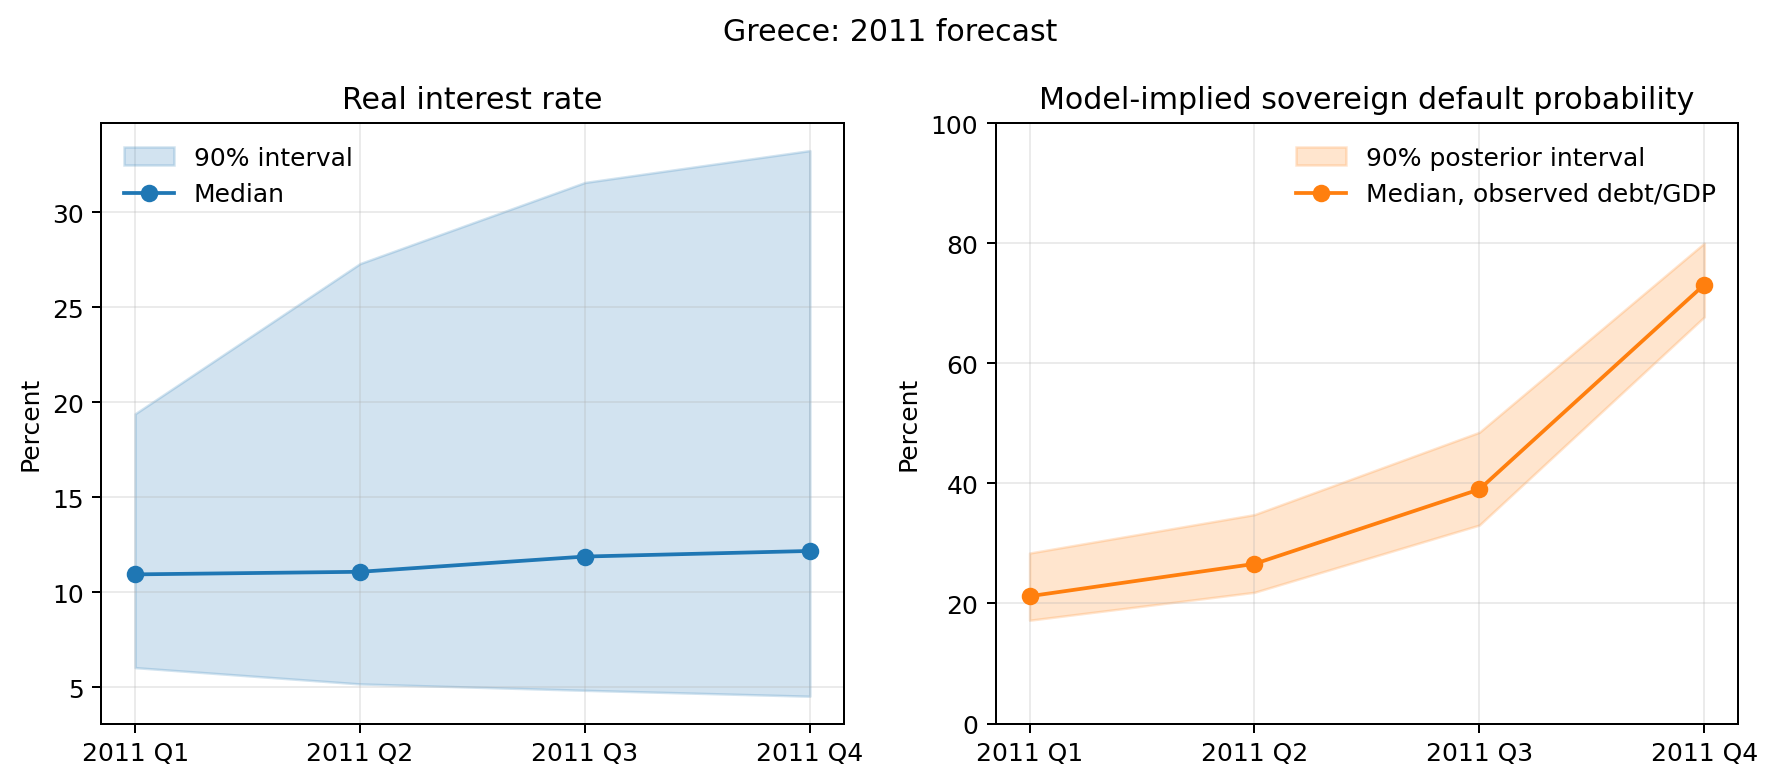 Greece: 2011 forecast
Real interest rate
90% interval
Median
Percent
30
25
20
15
10
5
2011 Q1
2011 Q2
2011 Q3
2011 Q4
Model-implied sovereign default probability
90% posterior interval
Median, observed debt/GDP
Percent
100
80
60
40
20
0
2011 Q1
2011 Q2
2011 Q3
2011 Q4